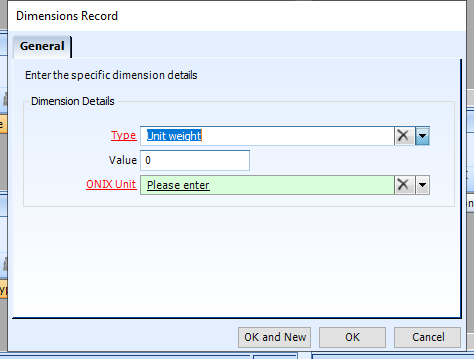 Dimensions Record
General
Enter the specific dimension details
Dimension Details
Type Unit weight
Value 0
ONIX Unit Please enter
OK and New OK Cancel